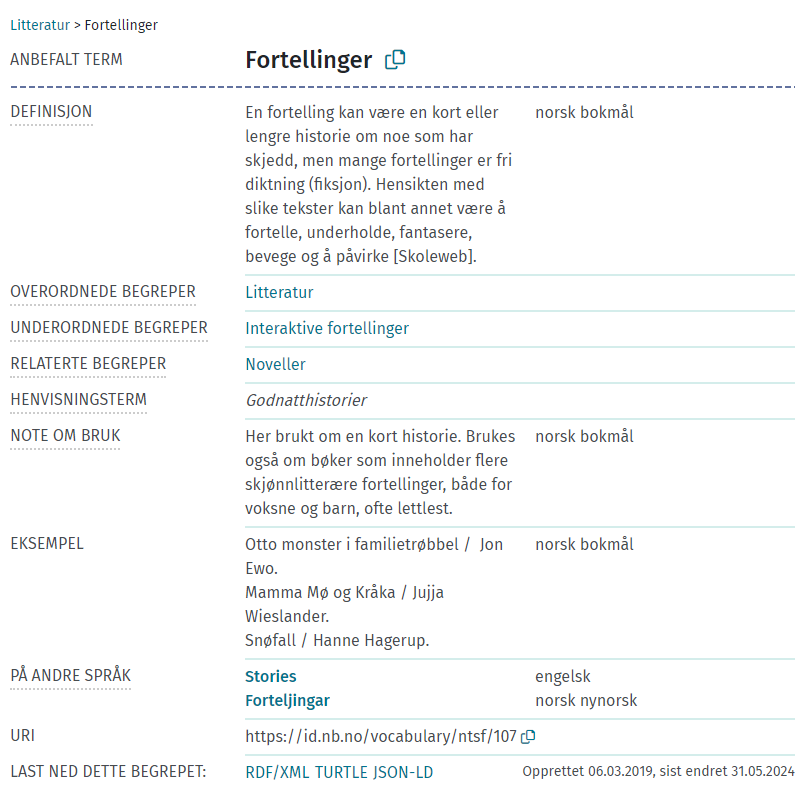 Litteratur > Fortellinger
ANBEFALT TERM Fortellinger
DEFINISJON En fortelling kan være en kort eller norsk bokmål
lengre historie om noe som har
skjedd, men mange fortellinger er fri
diktning (fiksjon). Hensikten med
slike tekster kan blant annet være å
fortelle, underholde, fantasere,
bevege og å påvirke [Skoleweb].
OVERORDNEDE BEGREPER Litteratur
UNDERORDNEDE BEGREPER Interaktive fortellinger
RELATERTE BEGREPER Noveller
HENVISNINGSTERM Godnatthistorier
NOTE OM BRUK Her brukt om en kort historie. Brukes norsk bokmål
også om bøker som inneholder flere
skjønnlitterære fortellinger, både for
voksne og barn, ofte lettlest.
EKSEMPEL Otto monster i familietrøbbel / Jon norsk bokmål
Ewo.
Mamma Mø og Kråka / Jujja
Wieslander.
Snøfall / Hanne Hagerup.
PÅ ANDRE SPRÅK Stories engelsk
Forteljingar norsk nynorsk
URI https://id.nb.no/vocabulary/ntsf/107
LAST NED DETTE BEGREPET: RDF/XML TURTLE JSON-LD Opprettet 06.03.2019, sist endret 31.05.2024